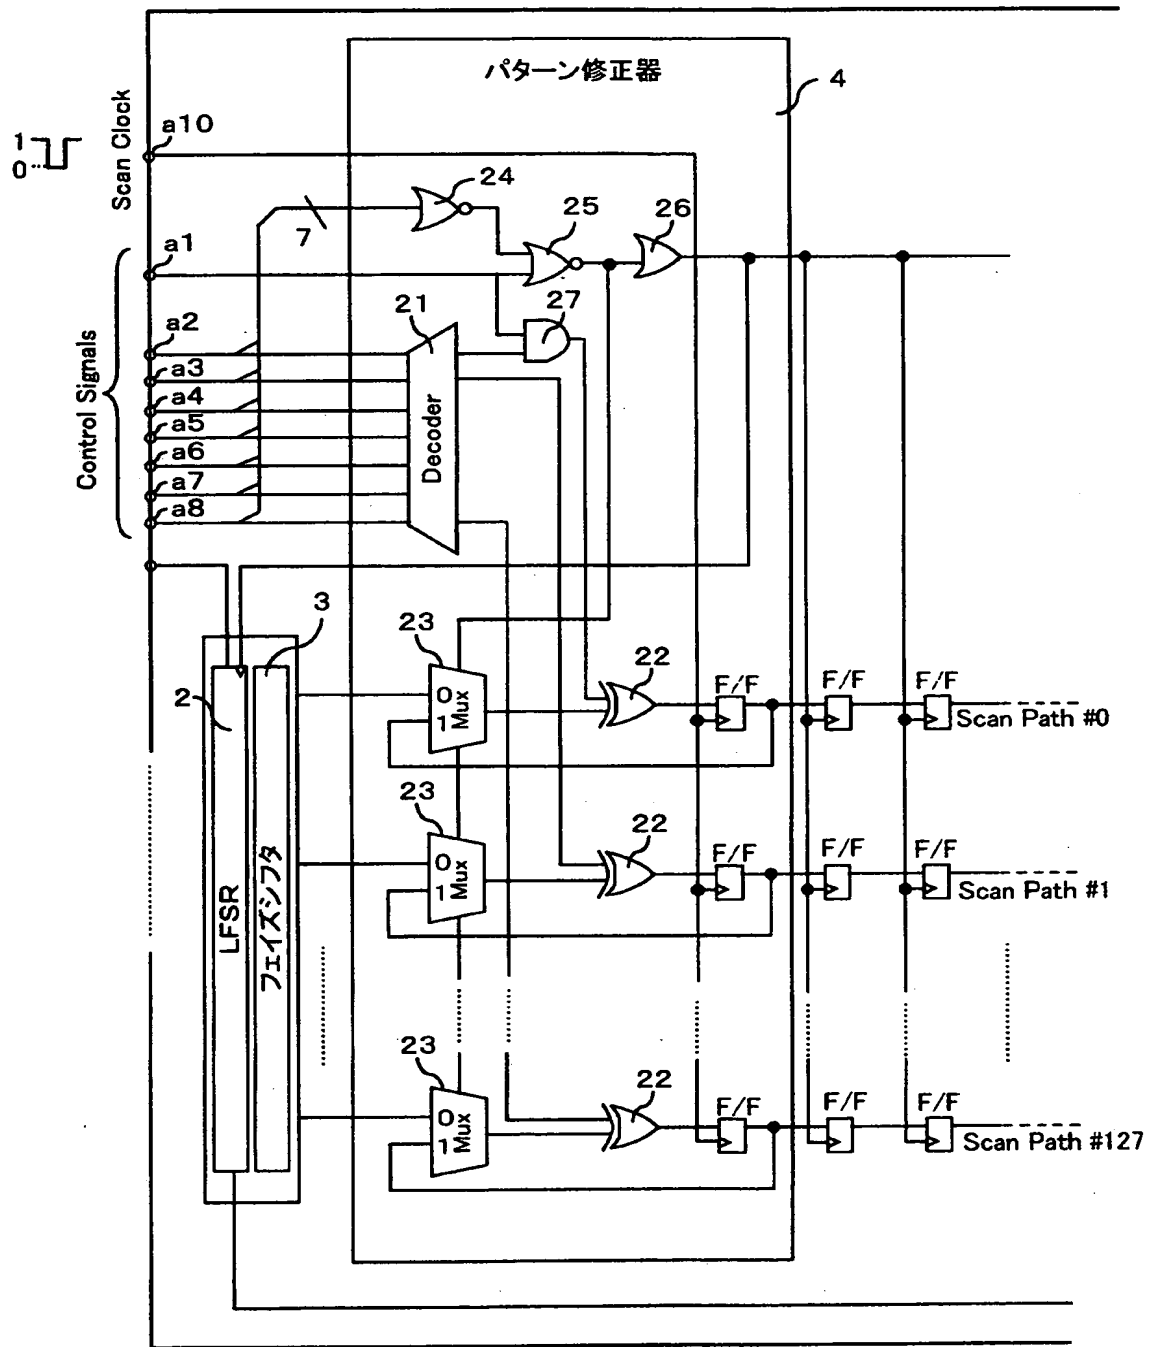 パターン修正器
4
Scan Clock
a10
1
0
24
25
26
7
a1
27
21
Control Signals
a2
a3
a4
a5
a6
a7
a8
Decoder
3
2
LFSR
フェイズシフタ
23
0
1
Mux
22
F/F
F/F
F/F
Scan Path #0
23
0
1
Mux
22
F/F
F/F
F/F
Scan Path #1
23
0
1
Mux
22
F/F
F/F
F/F
Scan Path #127